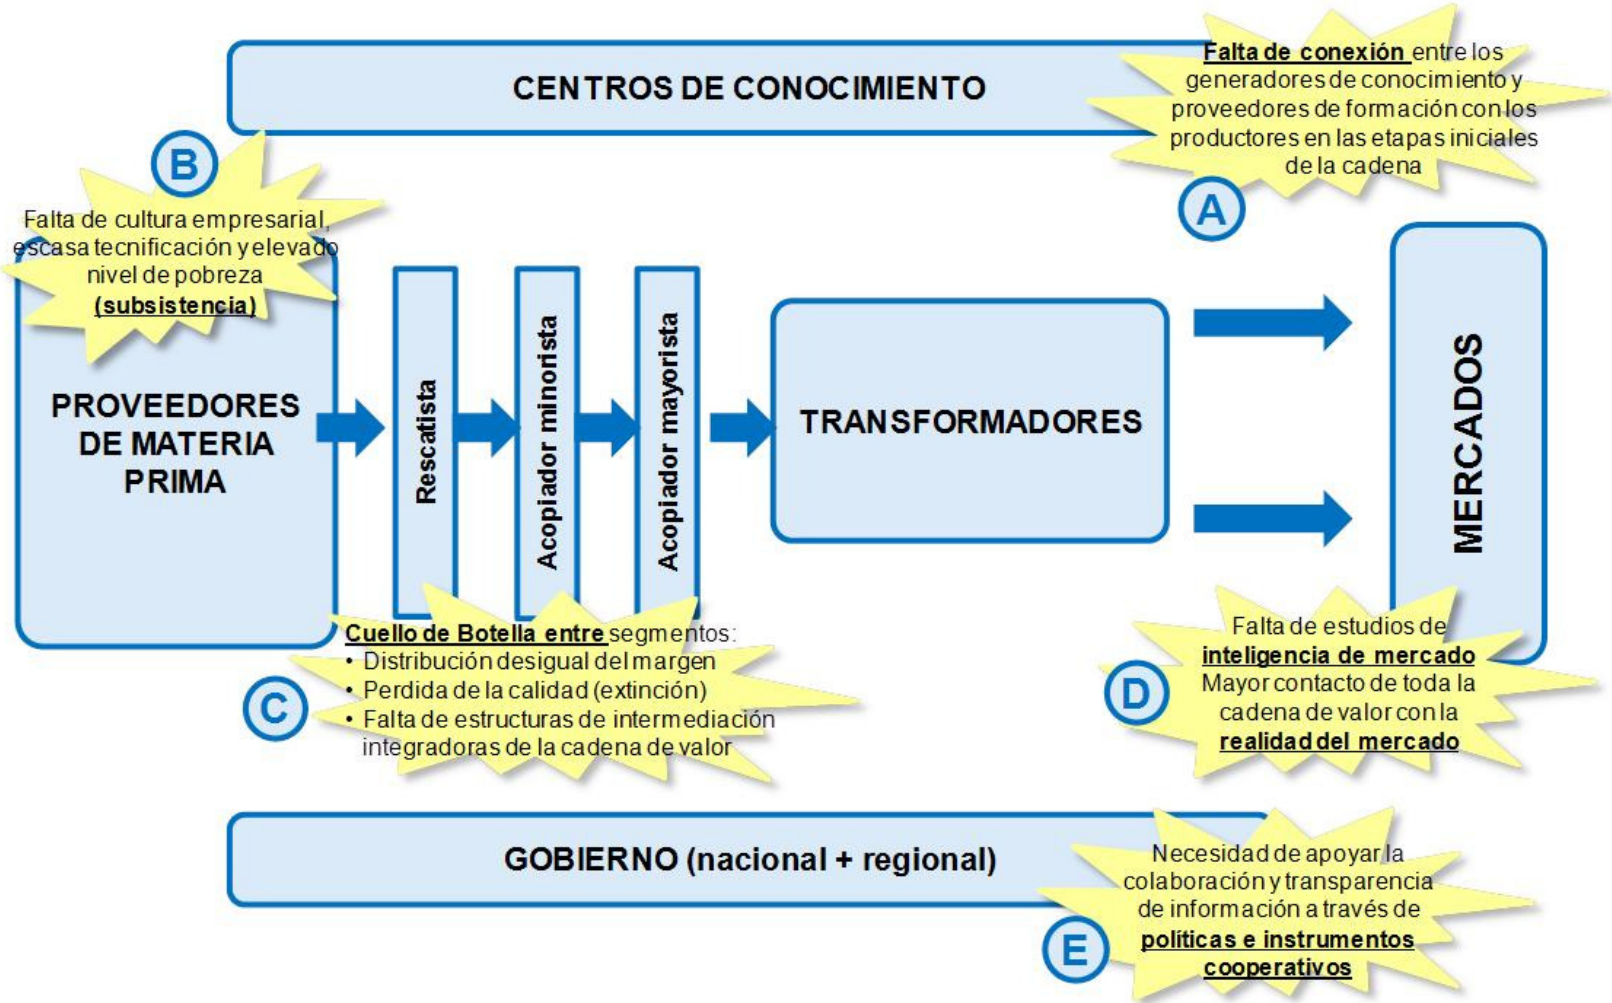 CENTROS DE CONOCIMIENTO
Falta de conexión entre los
generadores de conocimiento y
proveedores de formación con los
productores en las etapas iniciales
de la cadena
A
B
Falta de cultura empresarial,
escasa tecnificación y elevado
nivel de pobreza
(subsistencia)
PROVEEDORES
DE MATERIA
PRIMA
Rescatista
Acopiador minorista
Acopiador mayorista
TRANSFORMADORES
MERCADOS
C
Cuello de Botella entre segmentos:
• Distribución desigual del margen
• Perdida de la calidad (extinción)
• Falta de estructuras de intermediación
integradoras de la cadena de valor
D
Falta de estudios de
inteligencia de mercado
Mayor contacto de toda la
cadena de valor con la
realidad del mercado
GOBIERNO (nacional + regional)
E
Necesidad de apoyar la
colaboración y transparencia
de información a través de
políticas e instrumentos
cooperativos